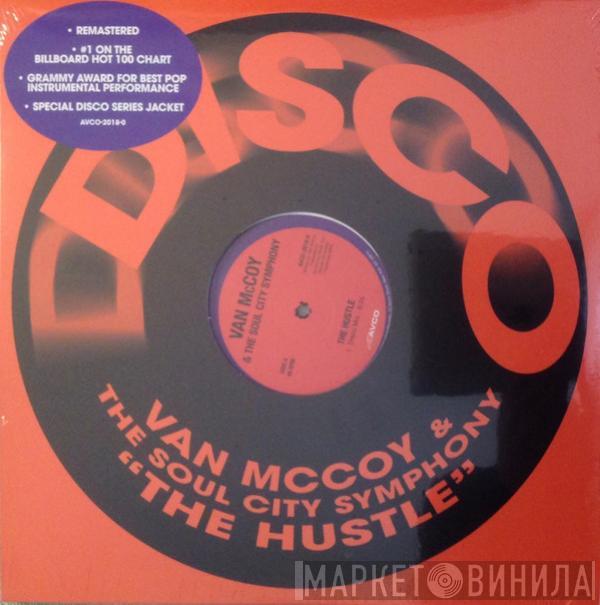 • REMASTERED
• #1 ON THE
BILLBOARD HOT 100 CHART
• GRAMMY AWARD FOR BEST POP
INSTRUMENTAL PERFORMANCE
• SPECIAL DISCO SERIES JACKET
AVCO-2018-0
DISCO
VAN McCOY
& THE SOUL CITY SYMPHONY
THE HUSTLE
AVCO
VAN MCCOY &
THE SOUL CITY SYMPHONY
"THE HUSTLE"
МАРКЕТ ВИНИЛА